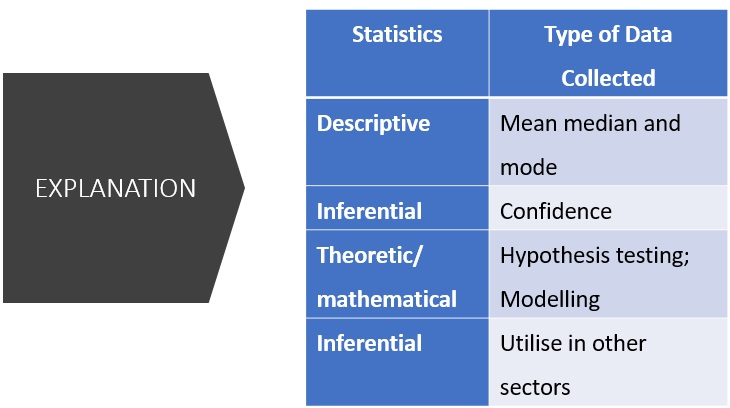 EXPLANATION
Statistics
Type of Data
Collected
Descriptive
Mean median and
mode
Inferential
Confidence
Theoretic/
mathematical
Hypothesis testing;
Modelling
Inferential
Utilise in other
sectors